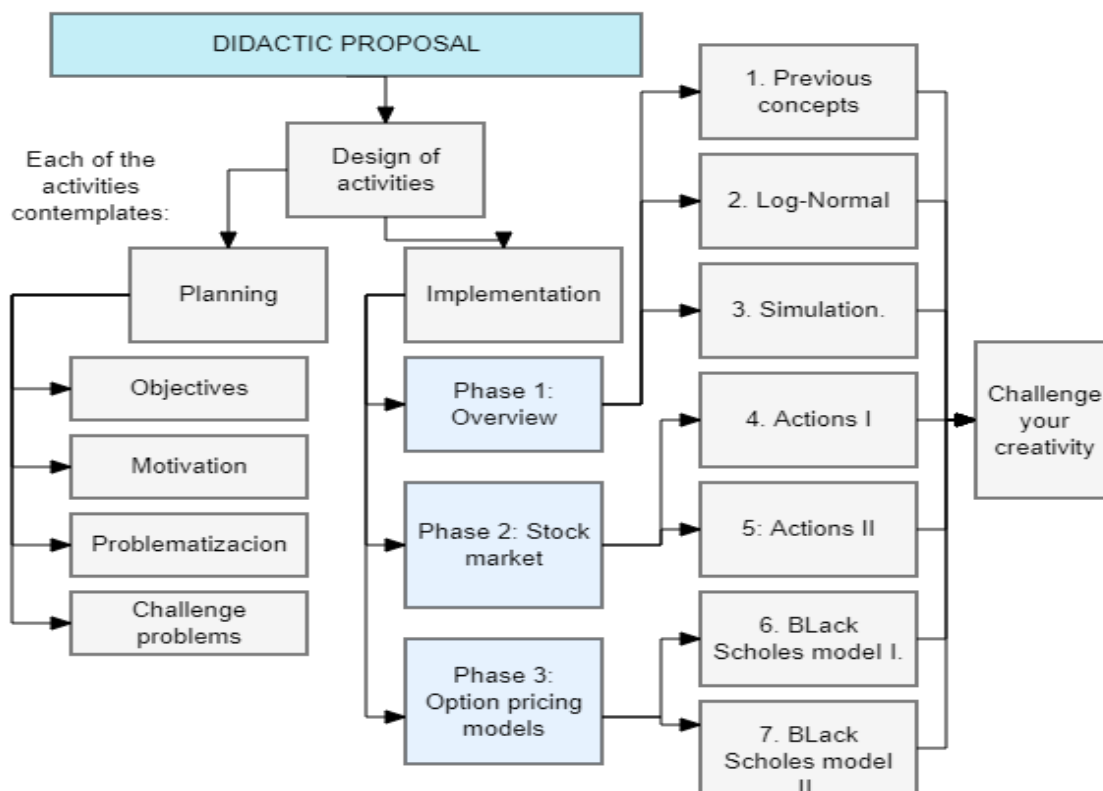 DIDACTIC PROPOSAL
Design of
activities
Each of the
activities
contemplates:
Planning
Objectives
Motivation
Problematizacion
Challenge
problems
Implementation
Phase 1:
Overview
Phase 2: Stock
market
Phase 3:
Option pricing
models
1. Previous
concepts
2. Log-Normal
3. Simulation.
4. Actions I
5: Actions II
6. BLack
Scholes model I.
7. BLack
Scholes model
II
Challenge
your
creativity